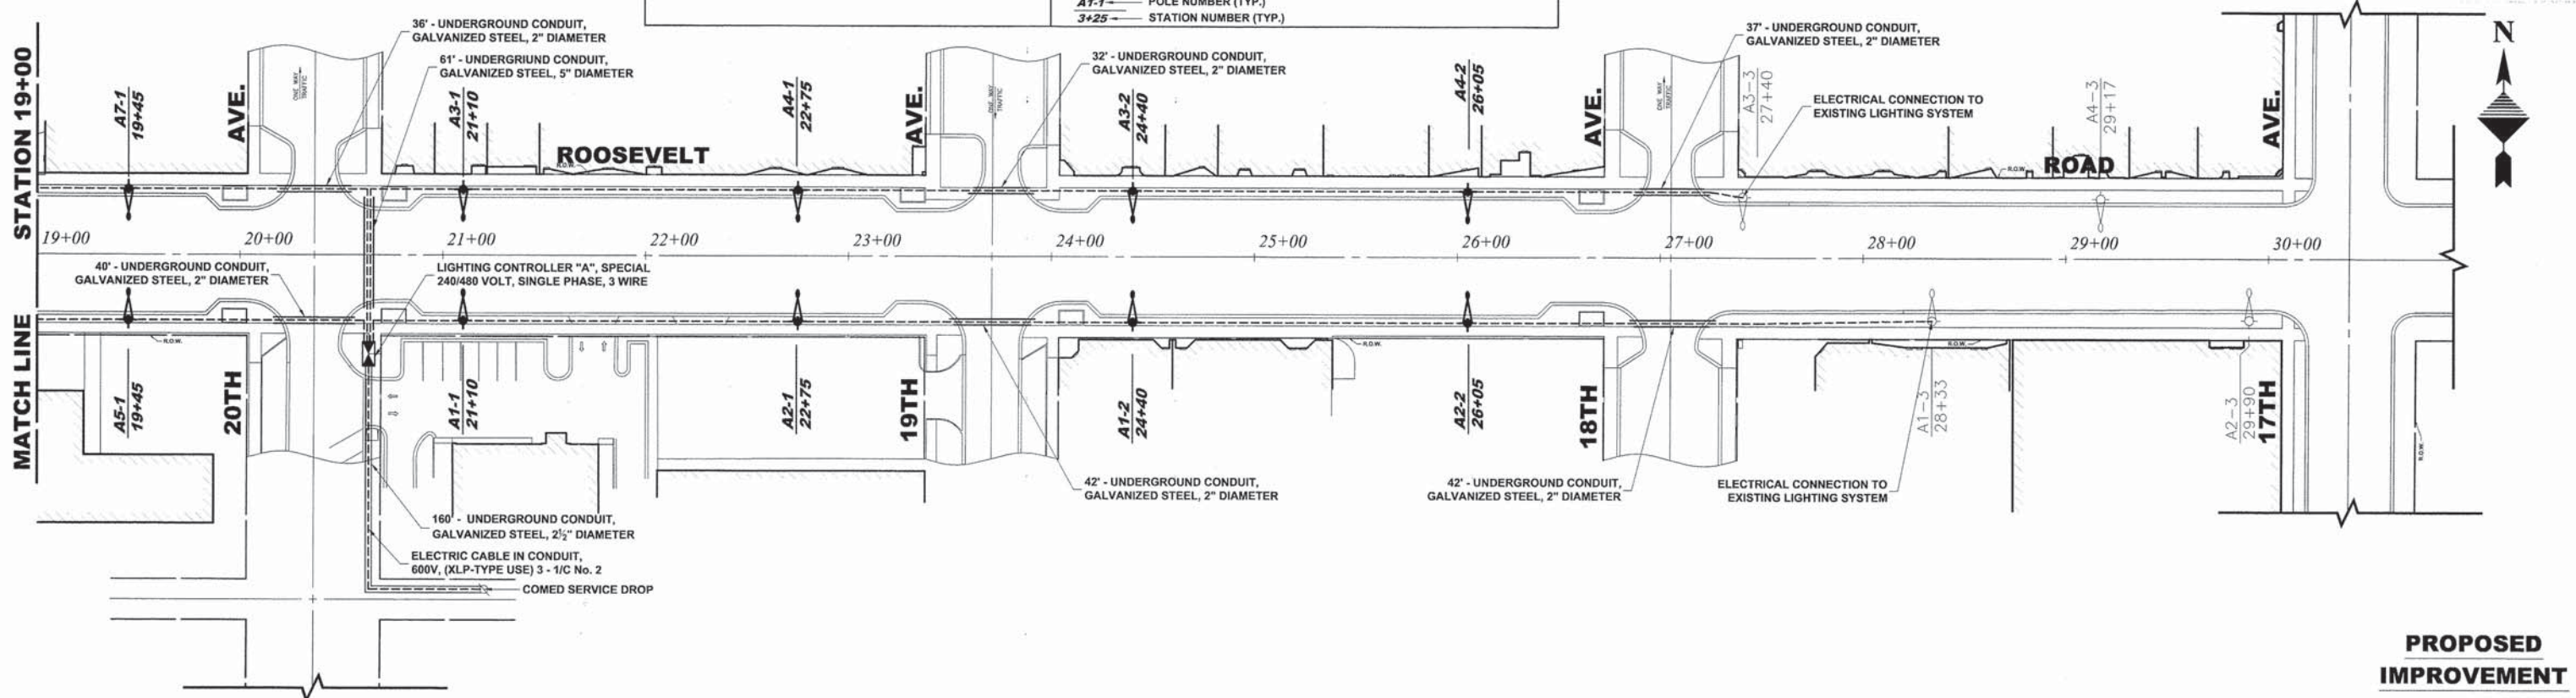 A1-1 POLE NUMBER (TYP.)
3+25 STATION NUMBER (TYP.)
36' - UNDERGROUND CONDUIT,
GALVANIZED STEEL, 2" DIAMETER
61' - UNDERGRIUND CONDUIT,
GALVANIZED STEEL, 5" DIAMETER
32' - UNDERGROUND CONDUIT,
GALVANIZED STEEL, 2" DIAMETER
37' - UNDERGROUND CONDUIT,
GALVANIZED STEEL, 2" DIAMETER
ELECTRICAL CONNECTION TO
EXISTING LIGHTING SYSTEM
N
MATCH LINE STATION 19+00
A7-1
19+45
AVE.
ONE WAY
TRAFFIC
A3-1
21+10
A4-1
22+75
AVE.
ONE WAY
TRAFFIC
A3-2
24+40
A4-2
26+05
AVE.
ONE WAY
TRAFFIC
A3-3
27+40
A4-3
29+17
AVE.
ROOSEVELT
ROAD
R.O.W.
R.O.W.
19+00
20+00
21+00
22+00
23+00
24+00
25+00
26+00
27+00
28+00
29+00
30+00
40' - UNDERGROUND CONDUIT,
GALVANIZED STEEL, 2" DIAMETER
LIGHTING CONTROLLER "A", SPECIAL
240/480 VOLT, SINGLE PHASE, 3 WIRE
R.O.W.
R.O.W.
R.O.W.
R.O.W.
A5-1
19+45
20TH
A1-1
21+10
A2-1
22+75
19TH
A1-2
24+40
A2-2
26+05
18TH
A1-3
28+33
A2-3
29+90
17TH
42' - UNDERGROUND CONDUIT,
GALVANIZED STEEL, 2" DIAMETER
42' - UNDERGROUND CONDUIT,
GALVANIZED STEEL, 2" DIAMETER
ELECTRICAL CONNECTION TO
EXISTING LIGHTING SYSTEM
160' - UNDERGROUND CONDUIT,
GALVANIZED STEEL, 2½" DIAMETER
ELECTRIC CABLE IN CONDUIT,
600V, (XLP-TYPE USE) 3 - 1/C No. 2
COMED SERVICE DROP
PROPOSED
IMPROVEMENT